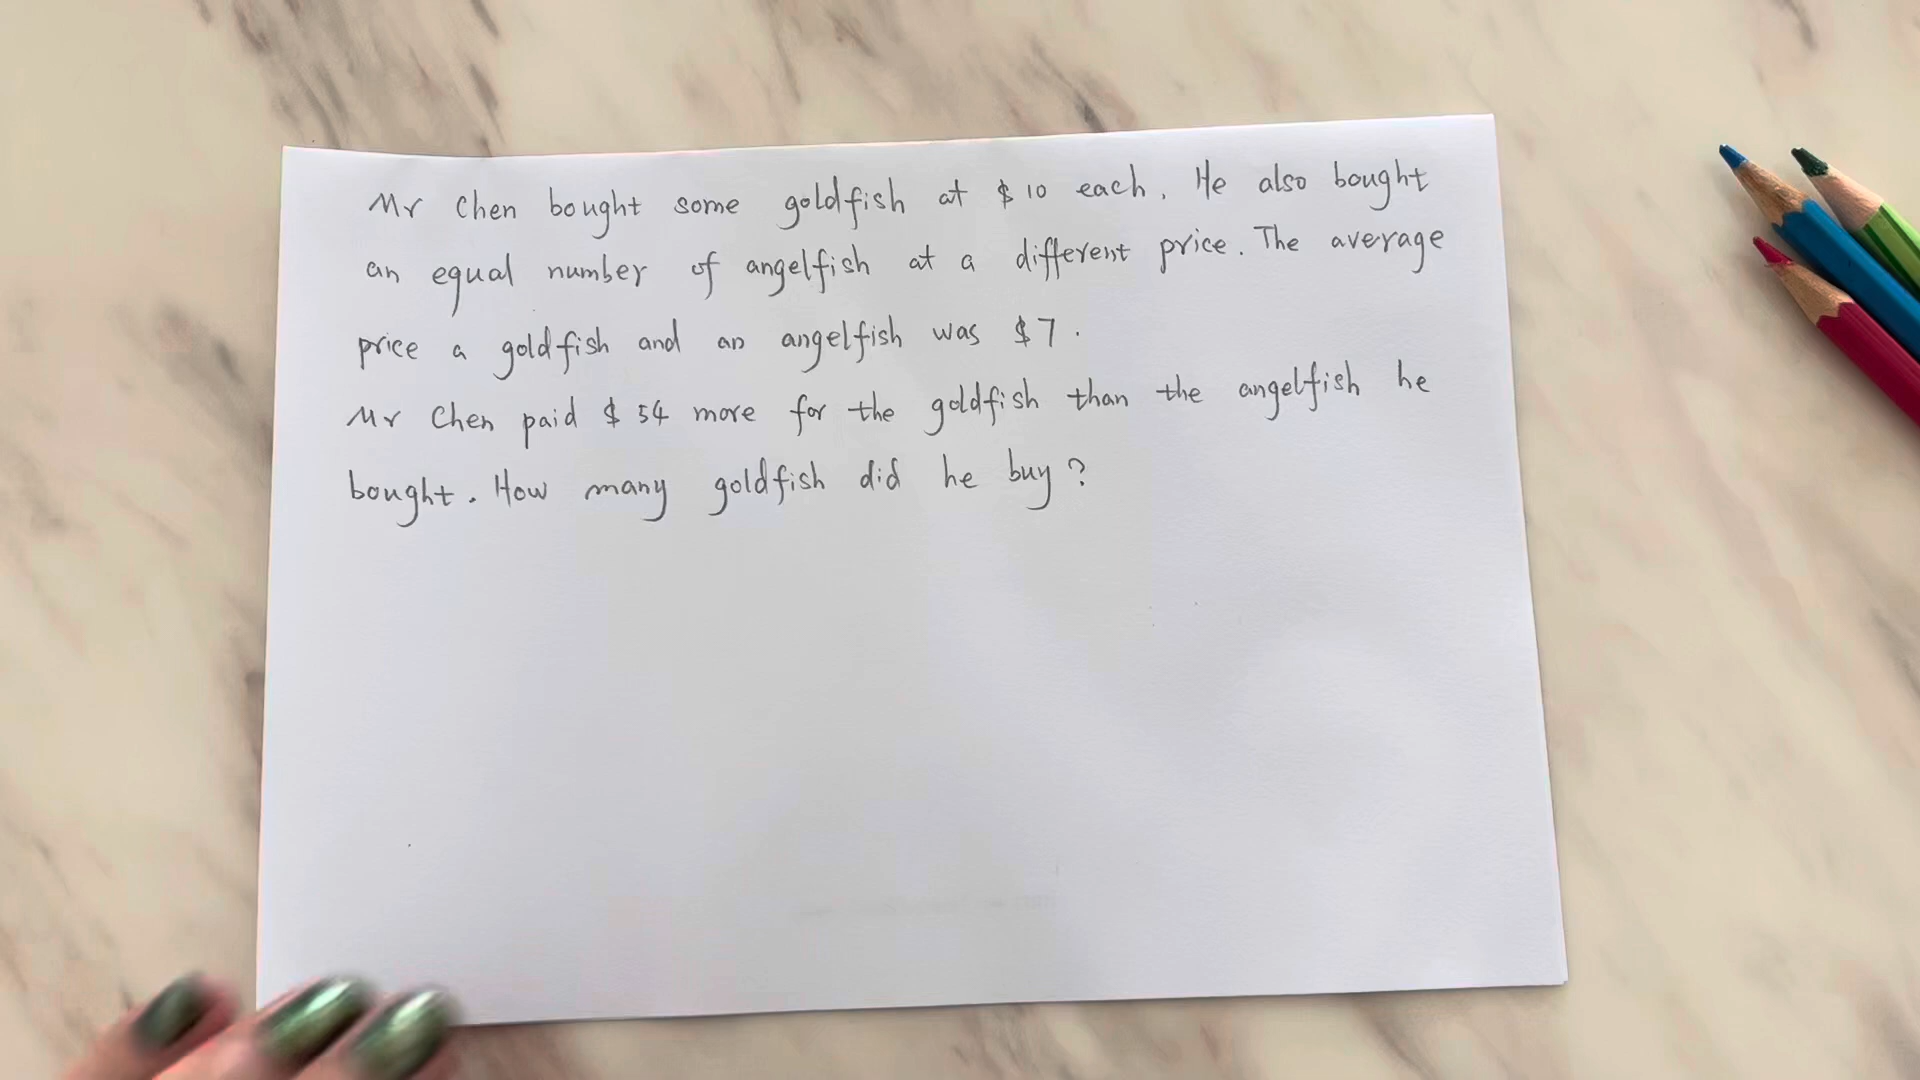 Mr Chen bought some goldfish at $10 each. He also bought
an equal number of angelfish at a different price. The average
price a goldfish and an angelfish was $7.
Mr Chen paid $54 more for the goldfish than the angelfish he
bought. How many goldfish did he buy?